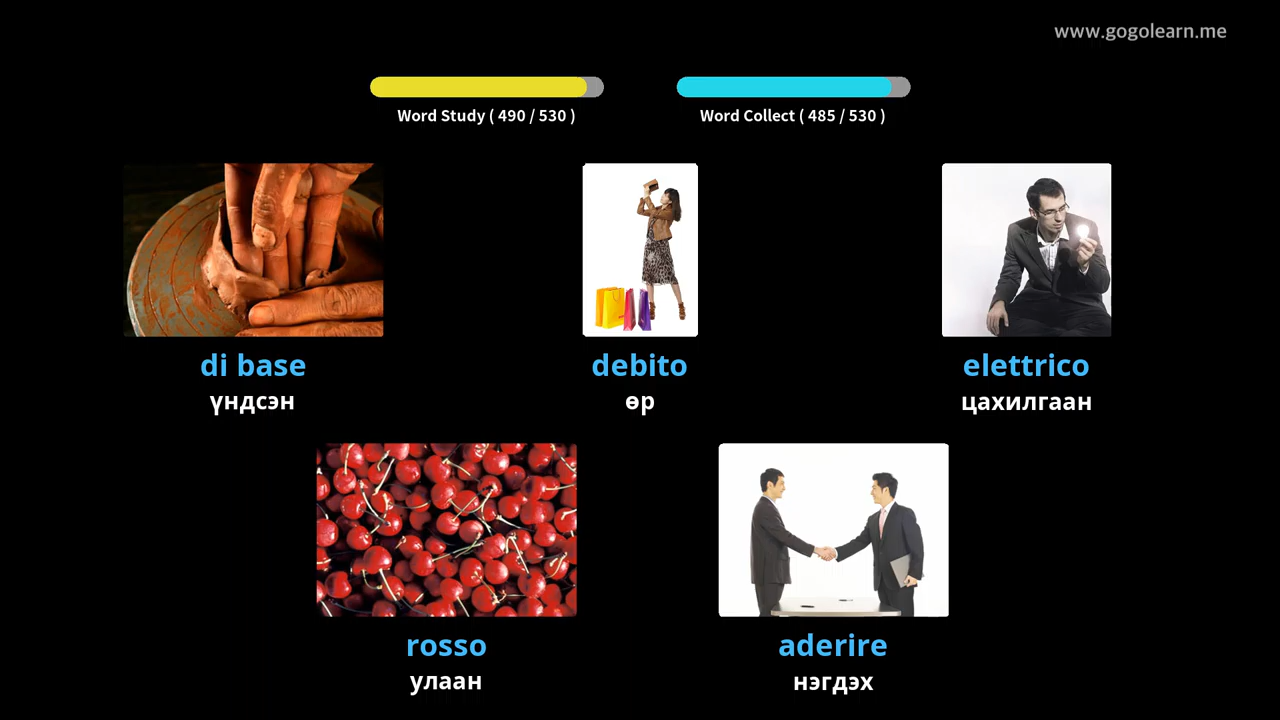 www.gogolearn.me
Word Study ( 490 / 530 )
Word Collect ( 485 / 530 )
di base
үндсэн
debito
өр
elettrico
цахилгаан
rosso
улаан
aderire
нэгдэх